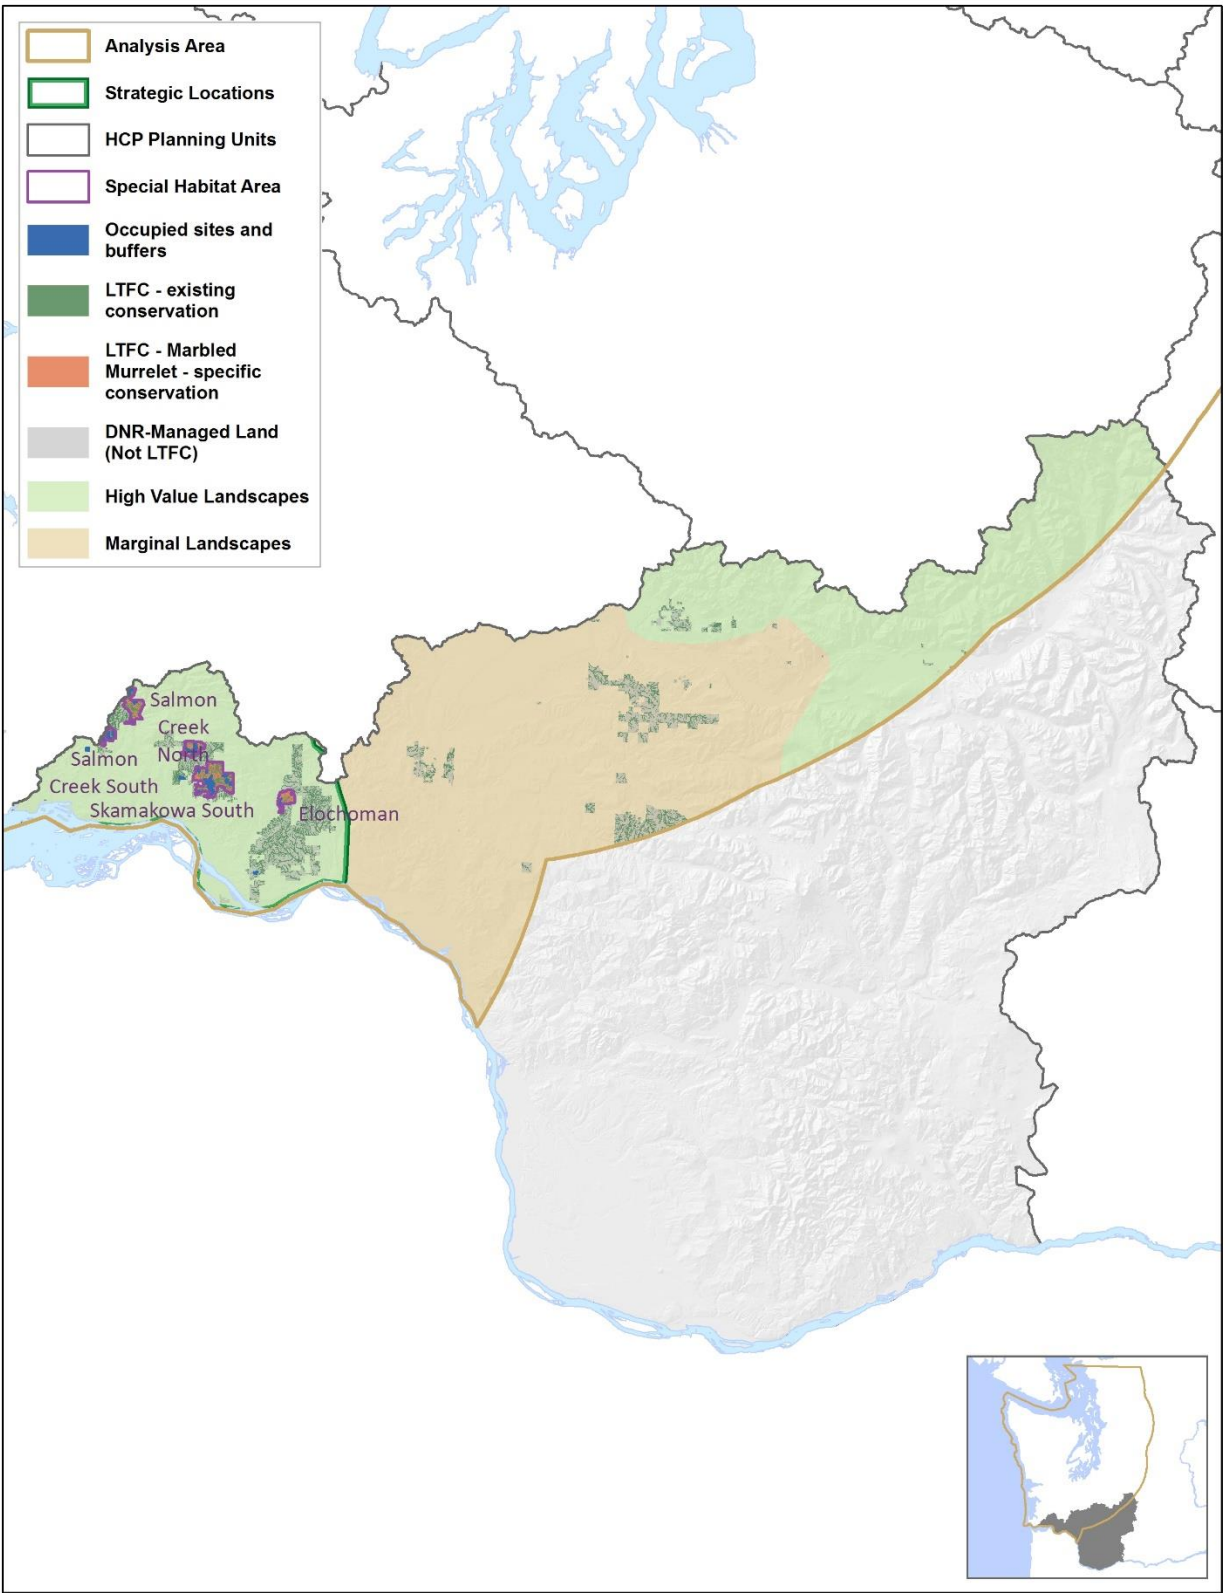 Analysis Area
Strategic Locations
HCP Planning Units
Special Habitat Area
Occupied sites and
buffers
LTFC - existing
conservation
LTFC - Marbled
Murrelet - specific
conservation
DNR-Managed Land
(Not LTFC)
High Value Landscapes
Marginal Landscapes
Salmon
Creek
North
Salmon
Creek South
Skamakowa South
Elochoman